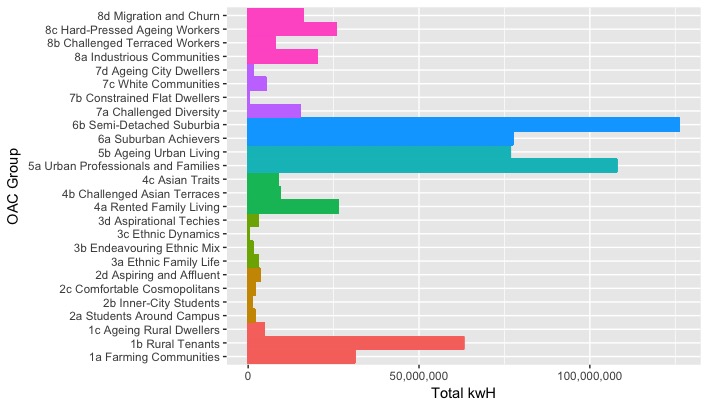 8d Migration and Churn
8c Hard-Pressed Ageing Workers
8b Challenged Terraced Workers
8a Industrious Communities
7d Ageing City Dwellers
7c White Communities
7b Constrained Flat Dwellers
7a Challenged Diversity
6b Semi-Detached Suburbia
6a Suburban Achievers
5b Ageing Urban Living
5a Urban Professionals and Families
4c Asian Traits
4b Challenged Asian Terraces
4a Rented Family Living
3d Aspirational Techies
3c Ethnic Dynamics
3b Endeavouring Ethnic Mix
3a Ethnic Family Life
2d Aspiring and Affluent
2c Comfortable Cosmopolitans
2b Inner-City Students
2a Students Around Campus
1c Ageing Rural Dwellers
1b Rural Tenants
1a Farming Communities
OAC Group
0 50,000,000 100,000,000
Total kwH